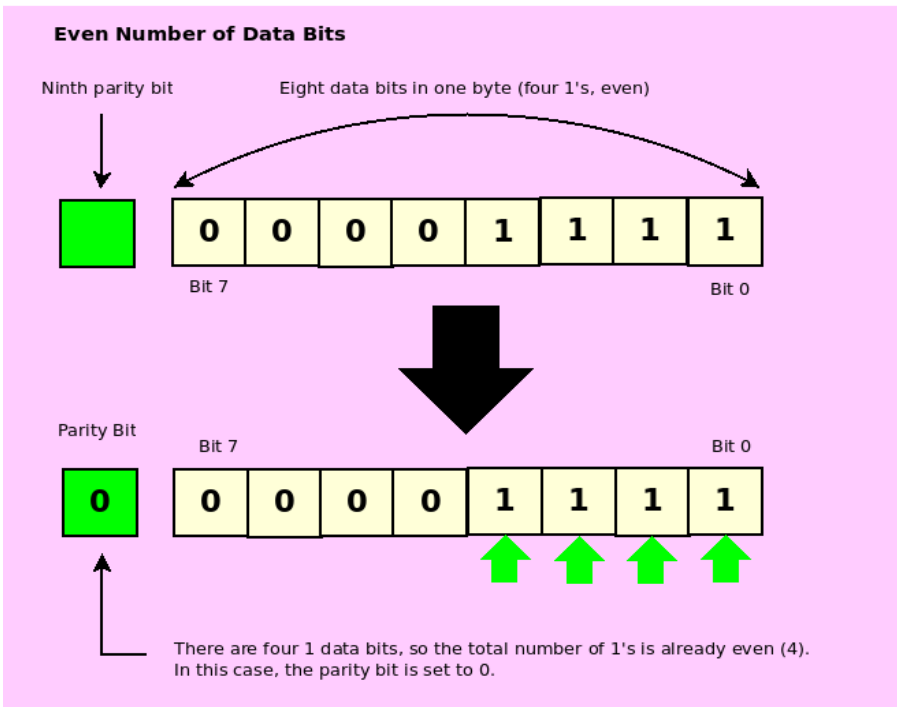 Even Number of Data Bits
Ninth parity bit
Eight data bits in one byte (four 1's, even)
0 0 0 0 1 1 1 1
Bit 7
Bit 0
Parity Bit
Bit 7
Bit 0
0
0 0 0 0 1 1 1 1
There are four 1 data bits, so the total number of 1's is already even (4).
In this case, the parity bit is set to 0.